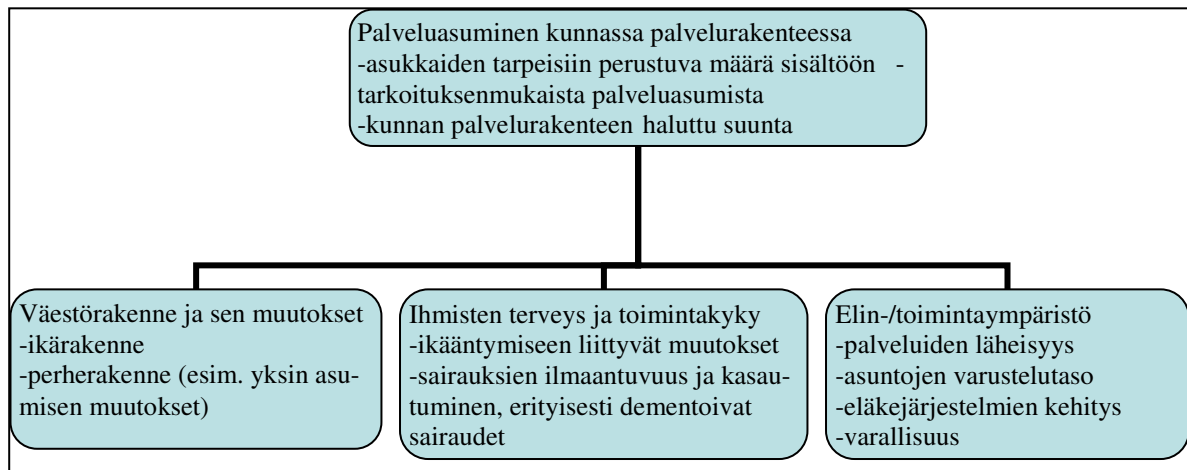 Palveluasuminen kunnassa palvelurakenteessa
-asukkaiden tarpeisiin perustuva määrä sisältöön -
tarkoituksenmukaista palveluasumista
-kunnan palvelurakenteen haluttu suunta
Väestörakenne ja sen muutokset
-ikärakenne
-perherakenne (esim. yksin asu-
misen muutokset)
Ihmisten terveys ja toimintakyky
-ikääntymiseen liittyvät muutokset
-sairauksien ilmaantuvuus ja kasau-
tuminen, erityisesti dementoivat
sairaudet
Elin-/toimintaympäristö
-palveluiden läheisyys
-asuntojen varustelutaso
-eläkejärjestelmien kehitys
-varallisuus